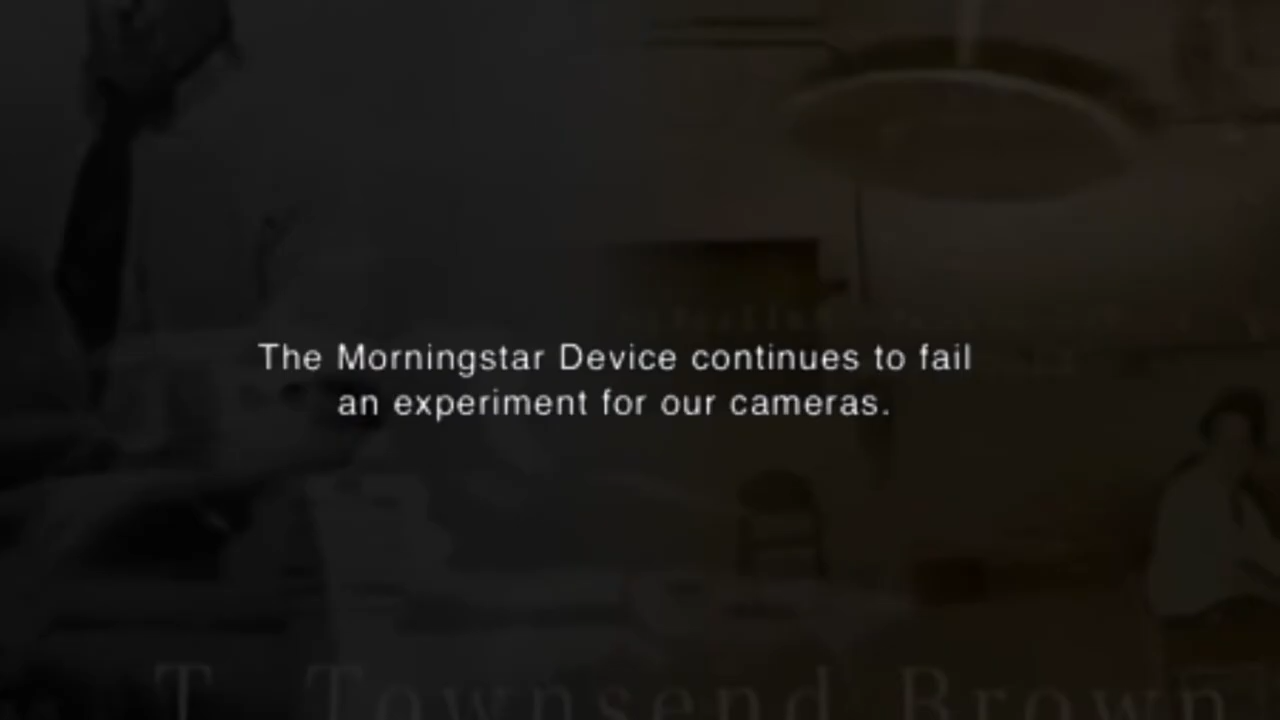 The Morningstar Device continues to fail
an experiment for our cameras.
T. Townsend Brown